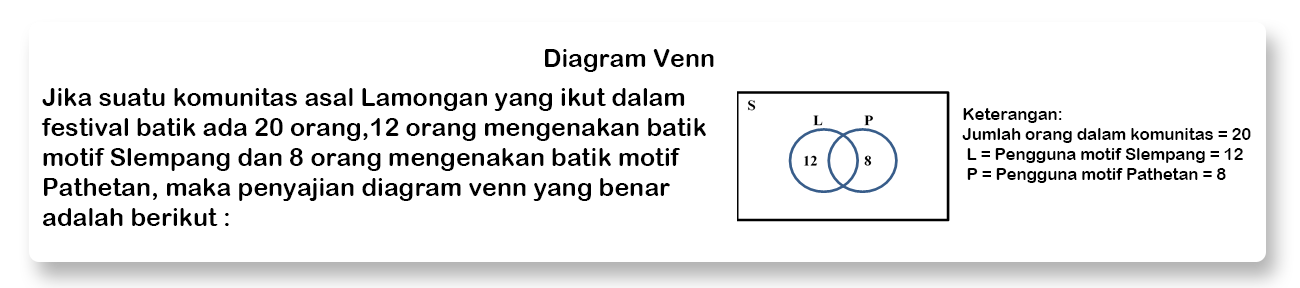 Diagram Venn
Jika suatu komunitas asal Lamongan yang ikut dalam
festival batik ada 20 orang,12 orang mengenakan batik
motif Slempang dan 8 orang mengenakan batik motif
Pathetan, maka penyajian diagram venn yang benar
adalah berikut :
S
L P
12 8
Keterangan:
Jumlah orang dalam komunitas = 20
L = Pengguna motif Slempang = 12
P = Pengguna motif Pathetan = 8